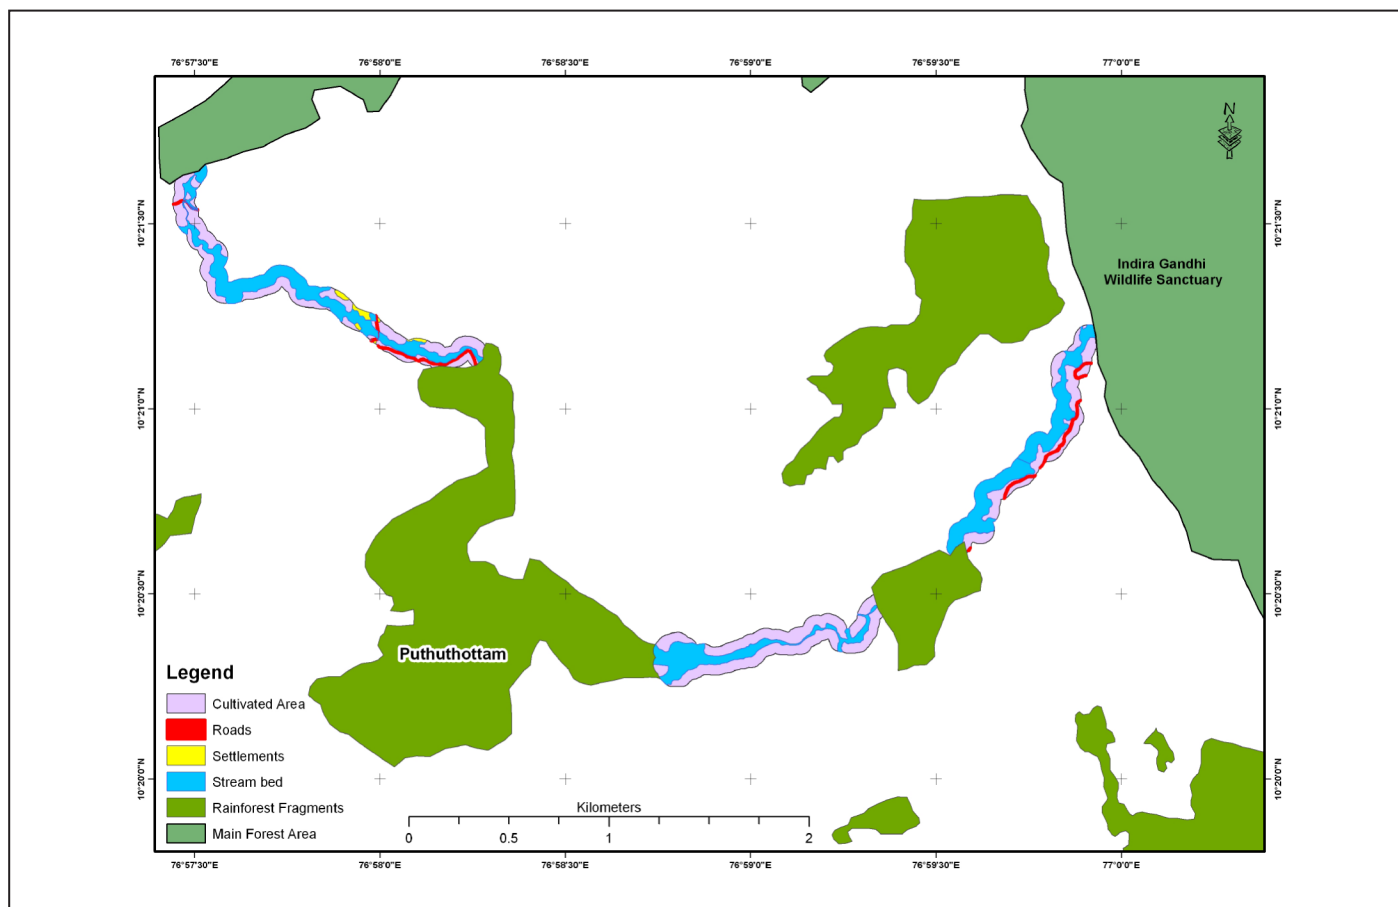 76°57'30"E 76°58'0"E 76°58'30"E 76°59'0"E 76°59'30"E 77°0'0"E
N
10°21'30"N 10°21'30"N
Indira Gandhi
Wildlife Sanctuary
10°21'0"N 10°21'0"N
10°20'30"N 10°20'30"N
Puthuthottam
Legend
Cultivated Area
Roads
Settlements
Stream bed
Rainforest Fragments
Main Forest Area
10°20'0"N 10°20'0"N
Kilometers
0 0.5 1 2
76°57'30"E 76°58'0"E 76°58'30"E 76°59'0"E 76°59'30"E 77°0'0"E